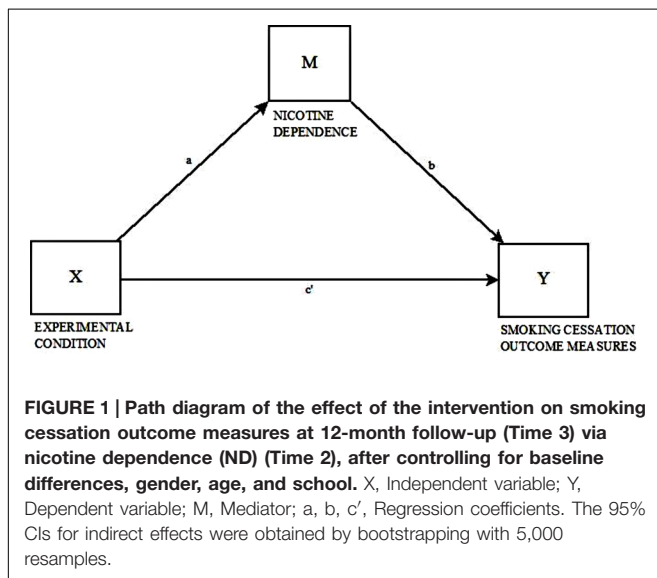 M
NICOTINE
DEPENDENCE
a
b
X
c'
Y
EXPERIMENTAL
CONDITION
SMOKING CESSATION
OUTCOME MEASURES
FIGURE 1 | Path diagram of the effect of the intervention on smoking
cessation outcome measures at 12-month follow-up (Time 3) via
nicotine dependence (ND) (Time 2), after controlling for baseline
differences, gender, age, and school. X, Independent variable; Y,
Dependent variable; M, Mediator; a, b, c′, Regression coefficients. The 95%
CIs for indirect effects were obtained by bootstrapping with 5,000
resamples.